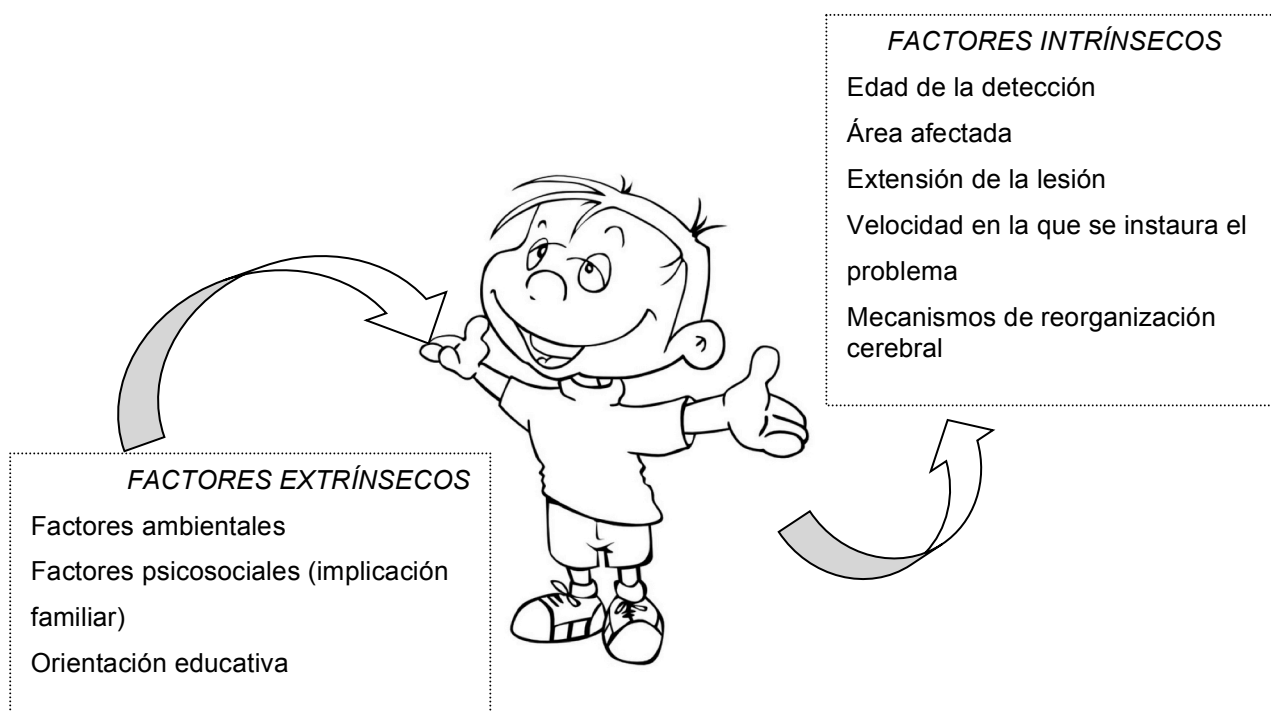 FACTORES INTRÍNSECOS
Edad de la detección
Área afectada
Extensión de la lesión
Velocidad en la que se instaura el
problema
Mecanismos de reorganización
cerebral
FACTORES EXTRÍNSECOS
Factores ambientales
Factores psicosociales (implicación
familiar)
Orientación educativa